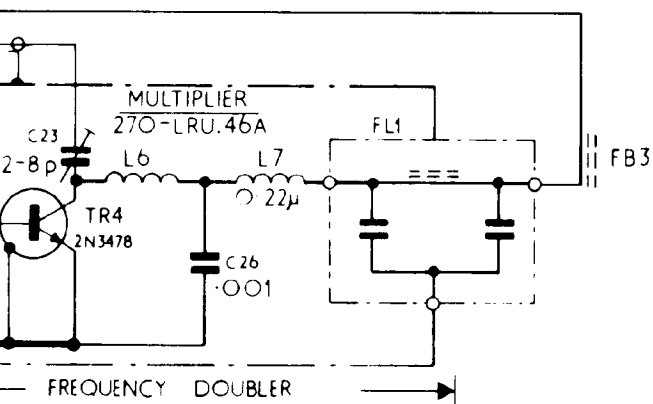 MULTIPLIER
270-LRU.46A
C23
2-8p
L6
L7
0.22µ
FL1
FB3
TR4
2N3478
C26
.001
FREQUENCY DOUBLER